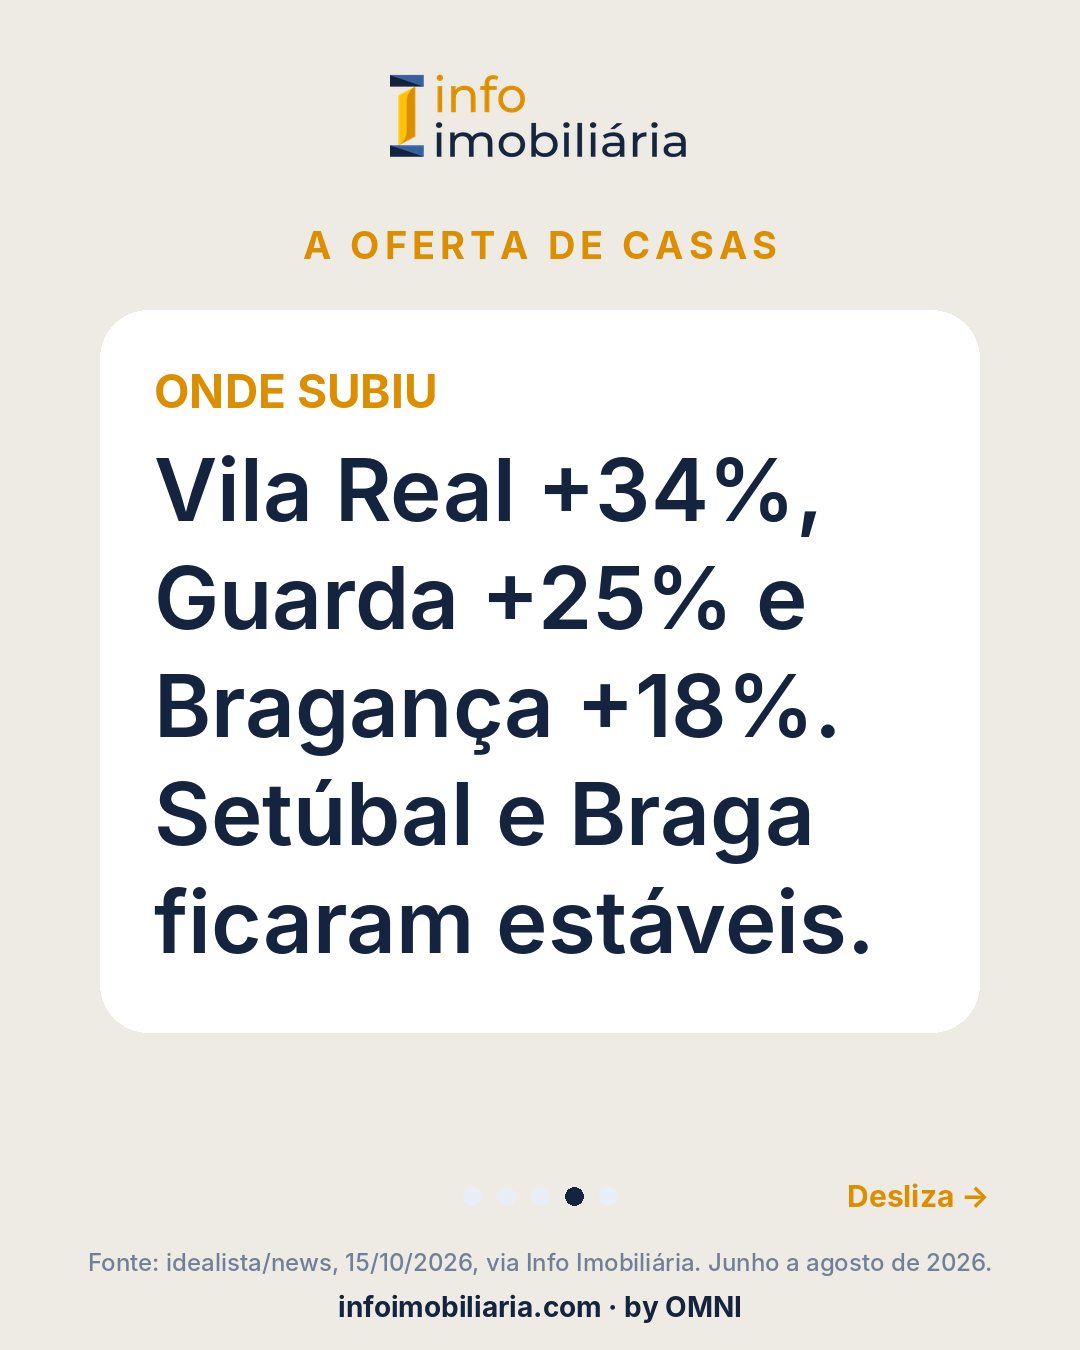 info
imobiliária
A OFERTA DE CASAS
ONDE SUBIU
Vila Real +34%,
Guarda +25% e
Bragança +18%.
Setúbal e Braga
ficaram estáveis.
Desliza →
Fonte: idealista/news, 15/10/2026, via Info Imobiliária. Junho a agosto de 2026.
infoimobiliaria.com · by OMNI